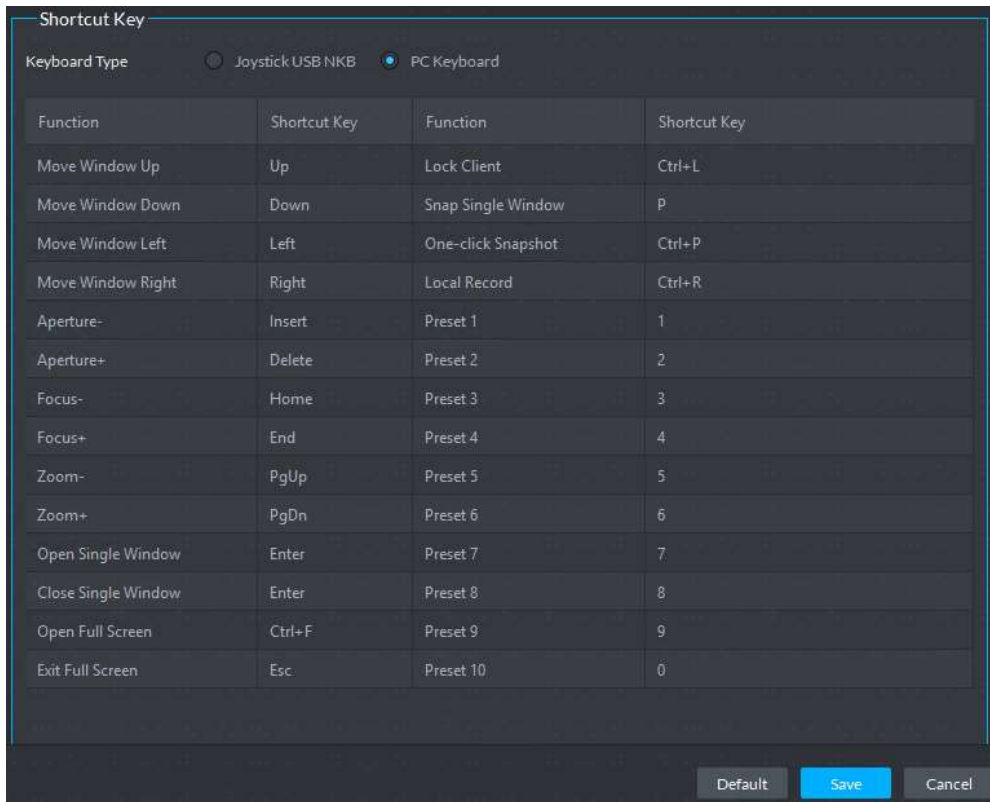 Shortcut Key
Keyboard Type Joystick USB NKB PC Keyboard
Function Shortcut Key Function Shortcut Key
Move Window Up Up Lock Client Ctrl+L
Move Window Down Down Snap Single Window P
Move Window Left Left One-click Snapshot Ctrl+P
Move Window Right Right Local Record Ctrl+R
Aperture- Insert Preset 1 1
Aperture+ Delete Preset 2 2
Focus- Home Preset 3 3
Focus+ End Preset 4 4
Zoom- PgUp Preset 5 5
Zoom+ PgDn Preset 6 6
Open Single Window Enter Preset 7 7
Close Single Window Enter Preset 8 8
Open Full Screen Ctrl+F Preset 9 9
Exit Full Screen Esc Preset 10 0
Default Save Cancel